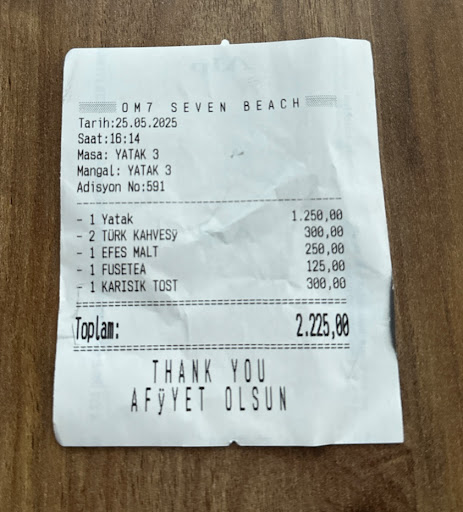 OM7 SEVEN BEACH
Tarih:25.05.2025
Saat:16:14
Masa: YATAK 3
Mangal: YATAK 3
Adisyon No:591
- 1 Yatak 1.250,00
- 2 TÜRK KAHVESÿ 300,00
- 1 EFES MALT 250,00
- 1 FUSETEA 125,00
- 1 KARISIK TOST 300,00
Toplam: 2.225,00
THANK YOU
AFÿYET OLSUN